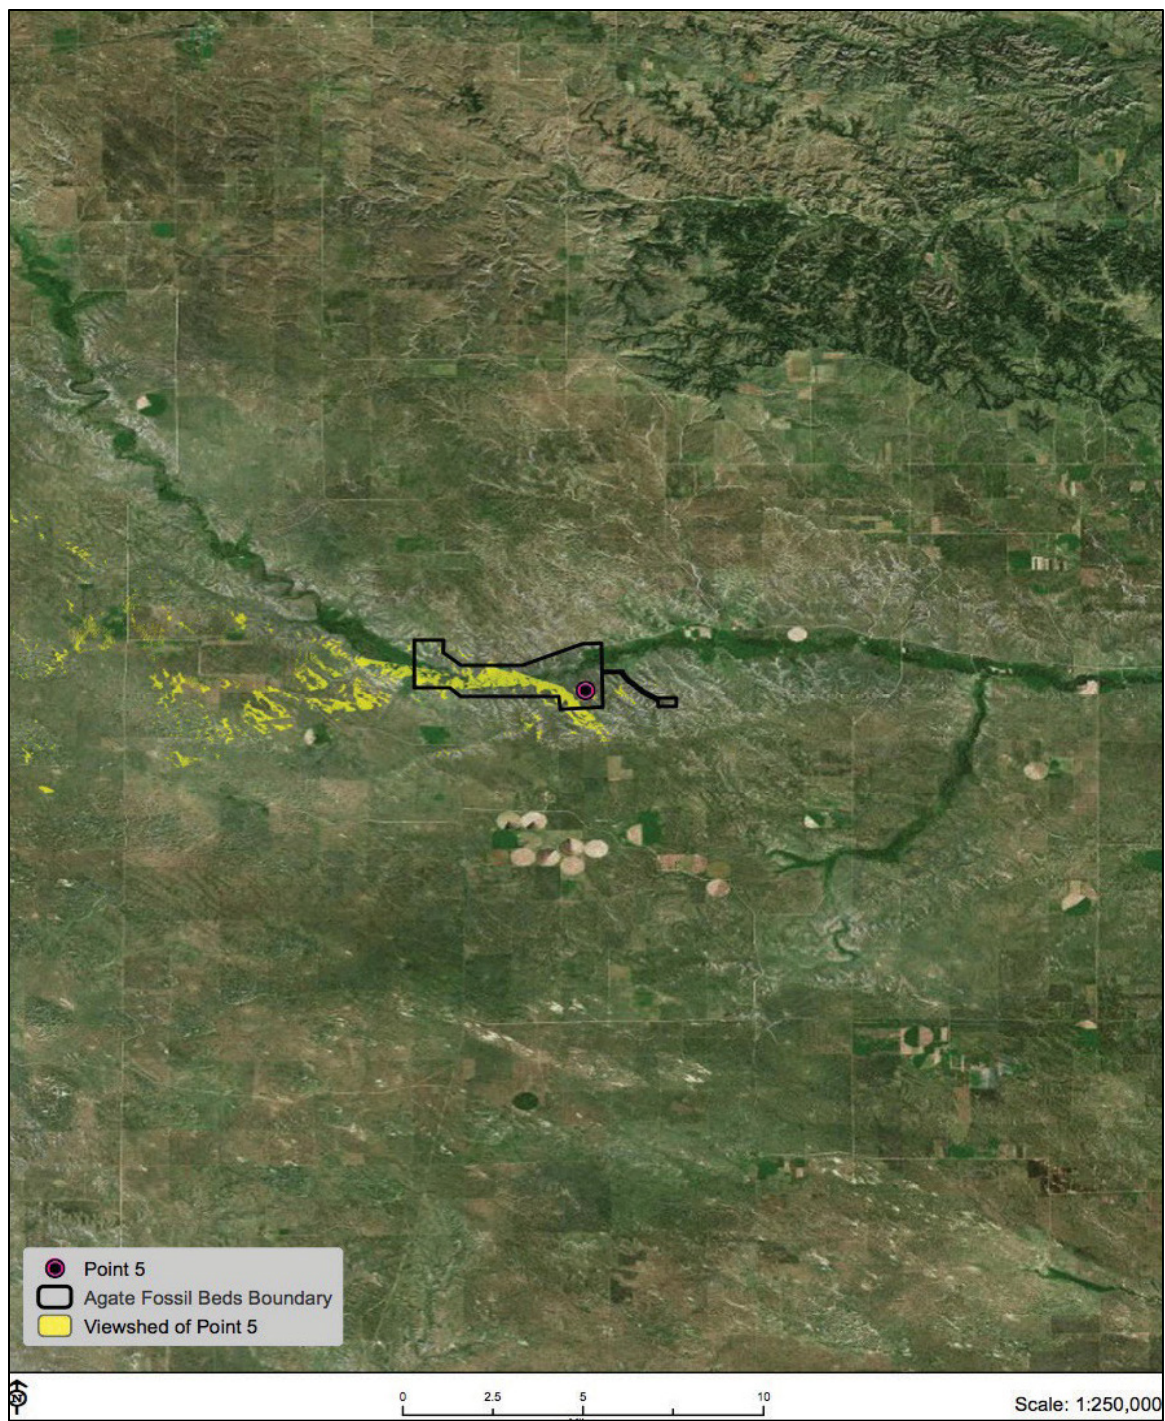 Point 5
Agate Fossil Beds Boundary
Viewshed of Point 5
N
0 2.5 5 10
Scale: 1:250,000